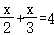 x/2 + x/3 = 4